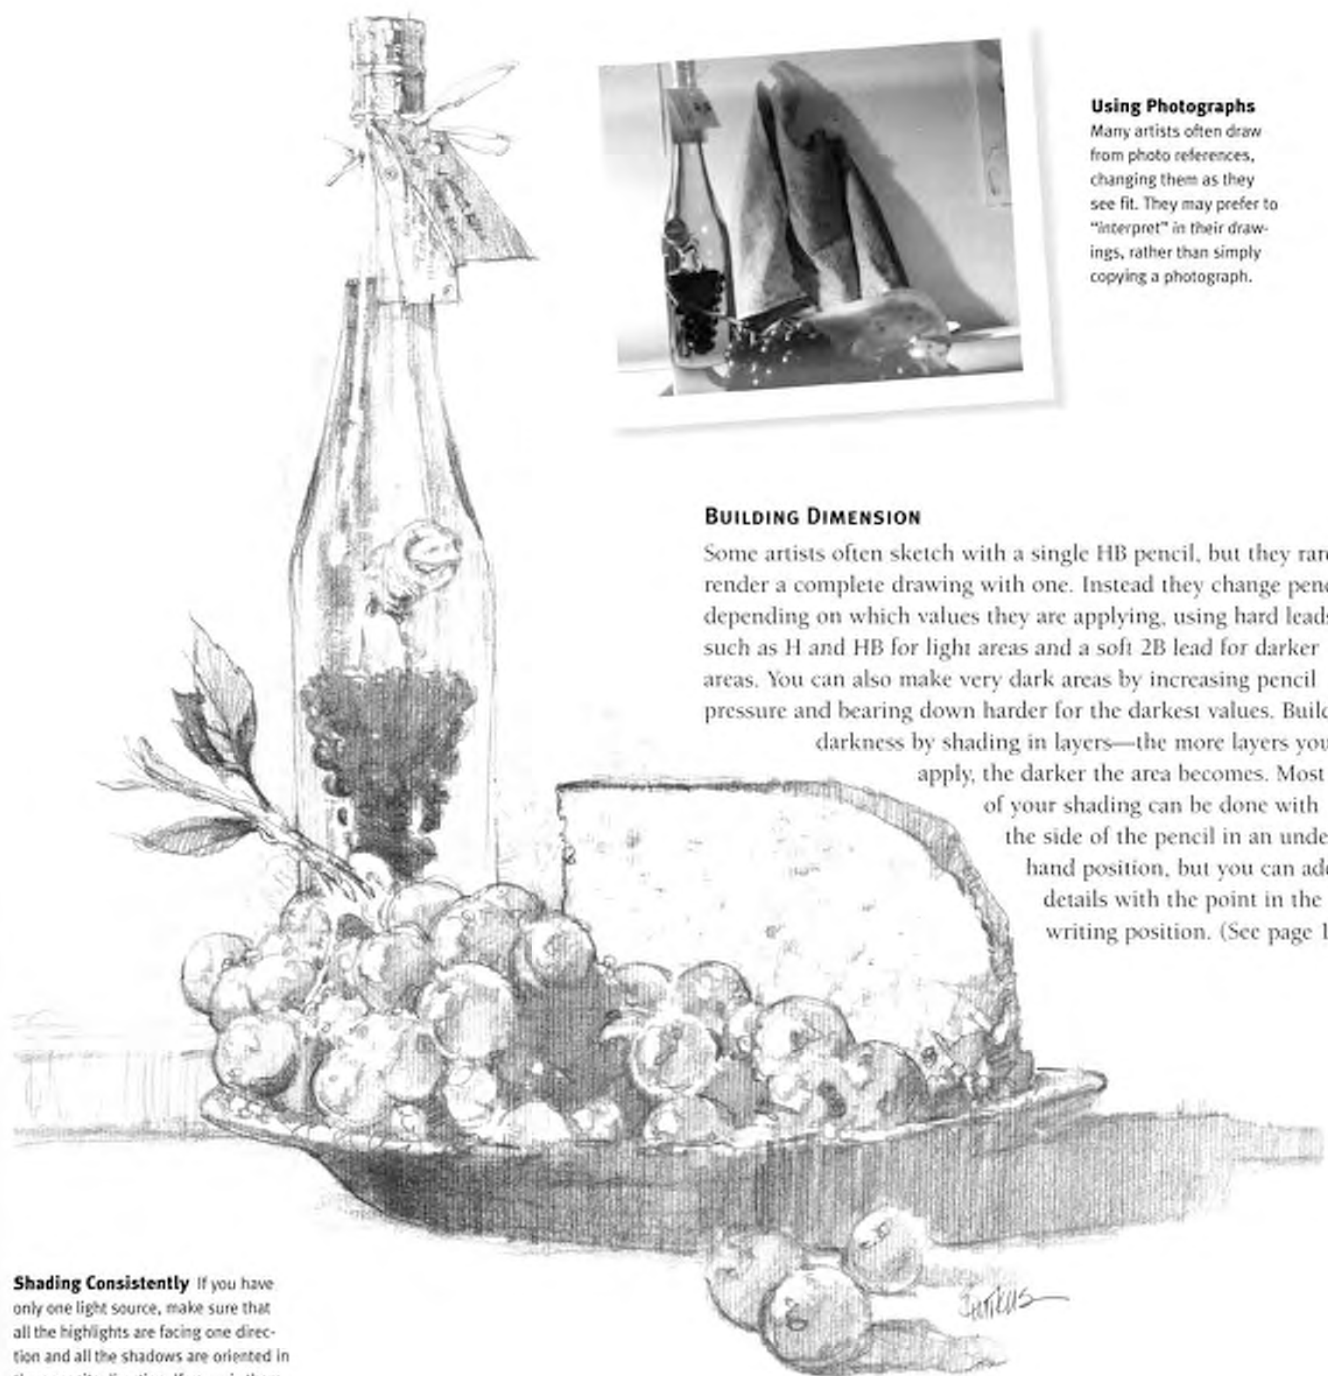 Using Photographs
Many artists often draw
from photo references,
changing them as they
see fit. They may prefer to
“interpret” in their draw-
ings, rather than simply
copying a photograph.
BUILDING DIMENSION
Some artists often sketch with a single HB pencil, but they
render a complete drawing with one. Instead they change
depending on which values they are applying, using hard leads
such as H and HB for light areas and a soft 2B lead for darker
areas. You can also make very dark areas by increasing pencil
pressure and bearing down harder for the darkest values. Build
darkness by shading in layers—the more layers you
apply, the darker the area becomes. Most
of your shading can be done with
the side of the pencil in an
hand position, but you can add
details with the point in the
writing position. (See page
Shading Consistently If you have
only one light source, make sure that
all the highlights are facing one direc-
tion and all the shadows are oriented in